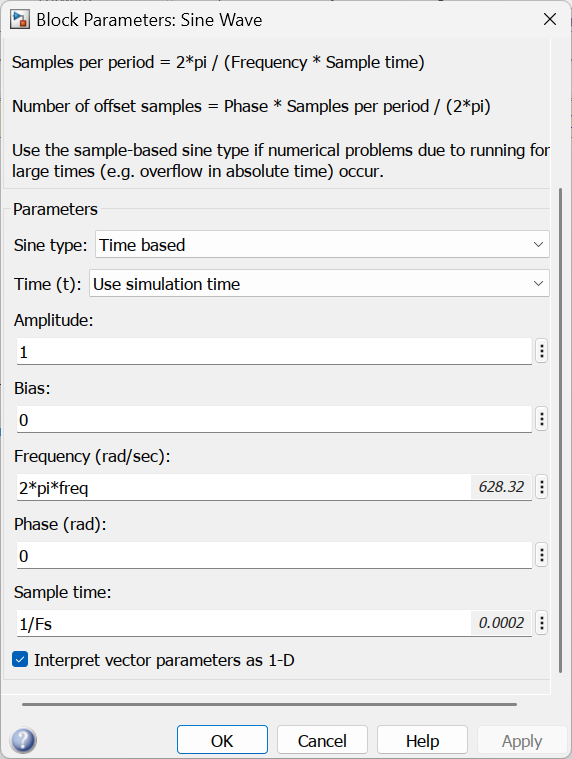 Block Parameters: Sine Wave
Samples per period = 2*pi / (Frequency * Sample time)
Number of offset samples = Phase * Samples per period / (2*pi)
Use the sample-based sine type if numerical problems due to running for
large times (e.g. overflow in absolute time) occur.
Parameters
Sine type: Time based
Time (t): Use simulation time
Amplitude:
1
Bias:
0
Frequency (rad/sec):
2*pi*freq 628.32
Phase (rad):
0
Sample time:
1/Fs 0.0002
Interpret vector parameters as 1-D
? OK Cancel Help Apply